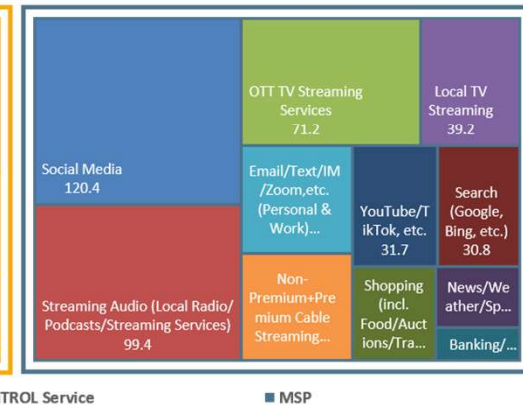 Social Media
120.4
Streaming Audio (Local Radio/
Podcasts/Streaming Services)
99.4
OTT TV Streaming
Services
71.2
Local TV
Streaming
39.2
Email/Text/IM
/Zoom,etc.
(Personal &
Work)...
Non-
Premium+Pre
mium Cable
Streaming...
YouTube/T
ikTok, etc.
31.7
Search
(Google,
Bing, etc.)
30.8
Shopping
(incl.
Food/Auct
ions/Tra...
News/We
ather/Sp...
Banking/...
TROL Service
MSP